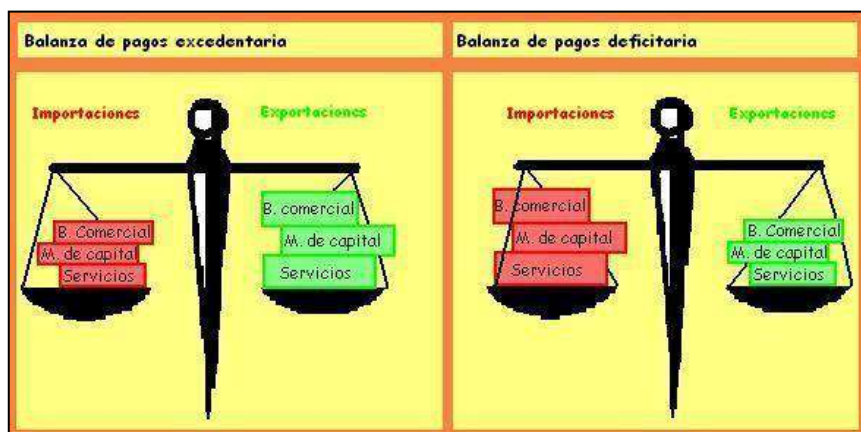 Balanza de pagos excedentaria
Importaciones
Exportaciones
B. Comercial
M. de capital
Servicios
B. comercial
M. de capital
Servicios
Balanza de pagos deficitaria
Importaciones
Exportaciones
B. comercial
M. de capital
Servicios
B. Comercial
M. de capital
Servicios